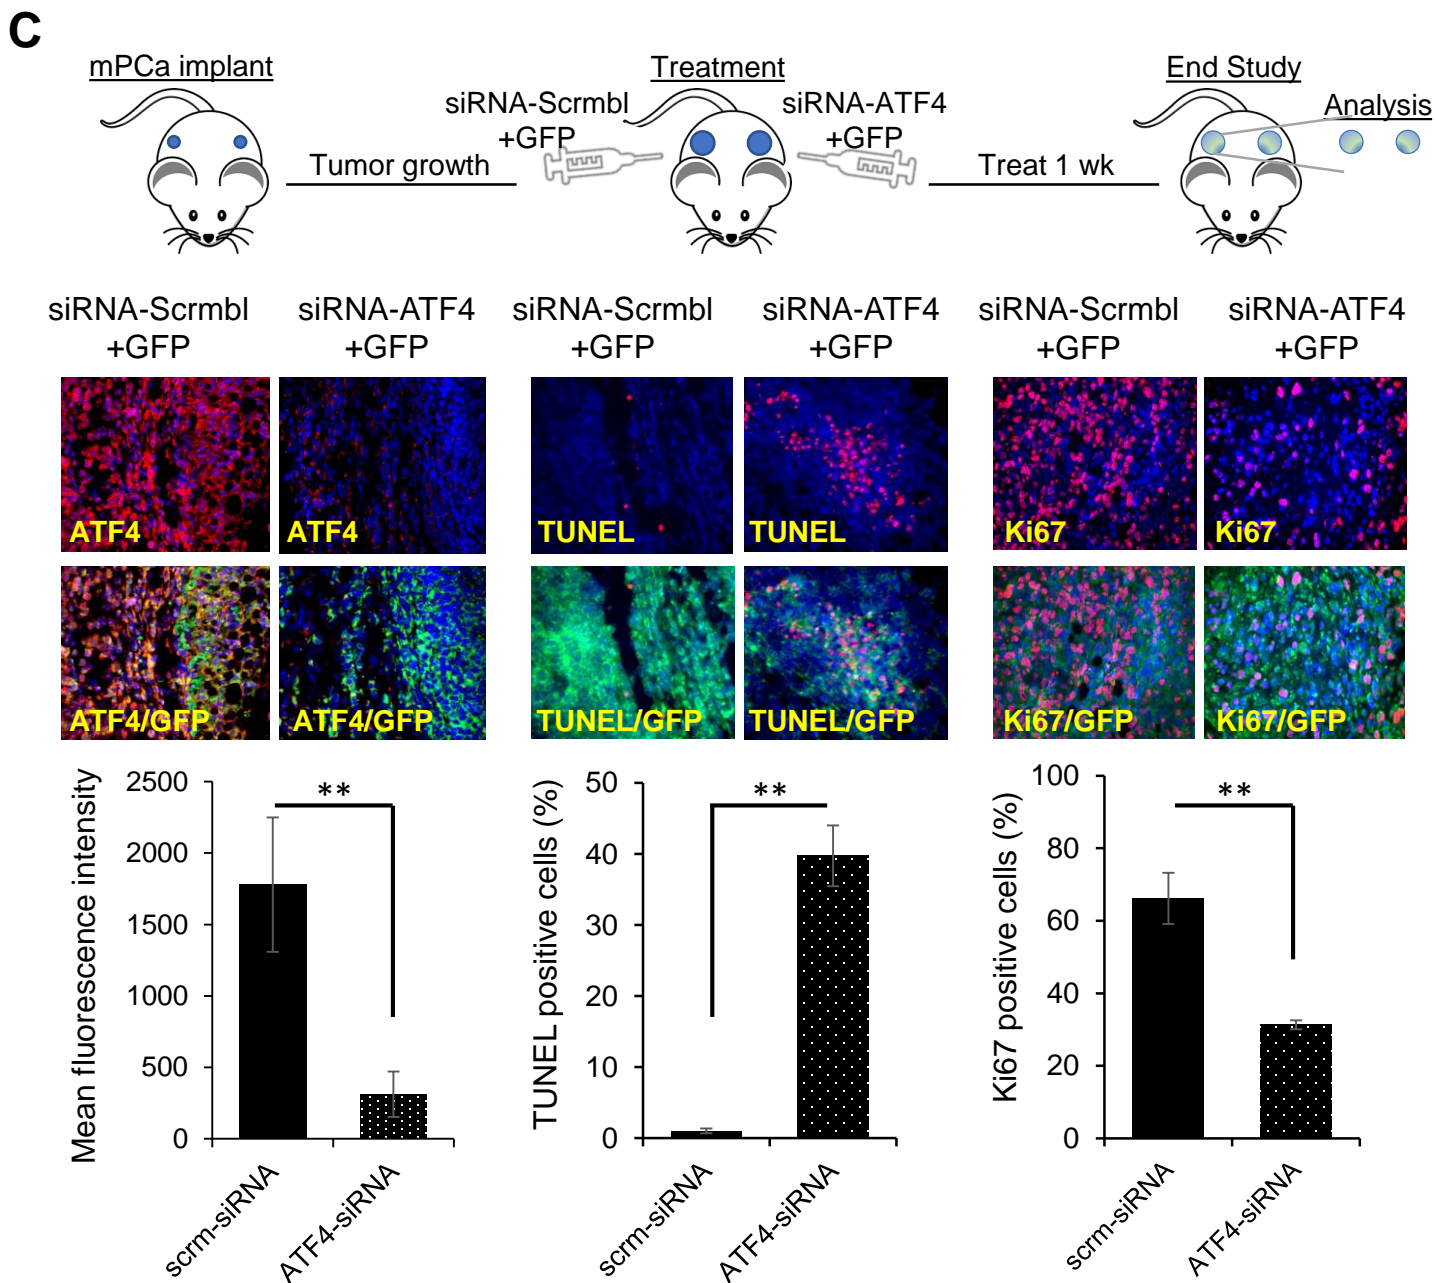 C
mPCa implant
Treatment
End Study
siRNA-Scrmbl
+GFP
siRNA-ATF4
+GFP
Analysis
Tumor growth
Treat 1 wk
siRNA-Scrmbl
+GFP
siRNA-ATF4
+GFP
siRNA-Scrmbl
+GFP
siRNA-ATF4
+GFP
siRNA-Scrmbl
+GFP
siRNA-ATF4
+GFP
ATF4
ATF4
TUNEL
TUNEL
Ki67
Ki67
ATF4/GFP
ATF4/GFP
TUNEL/GFP
TUNEL/GFP
Ki67/GFP
Ki67/GFP
Mean fluorescence intensity
2500
2000
1500
1000
500
0
**
scrm-siRNA
ATF4-siRNA
TUNEL positive cells (%)
50
40
30
20
10
0
**
scrm-siRNA
ATF4-siRNA
Ki67 positive cells (%)
100
80
60
40
20
0
**
scrm-siRNA
ATF4-siRNA